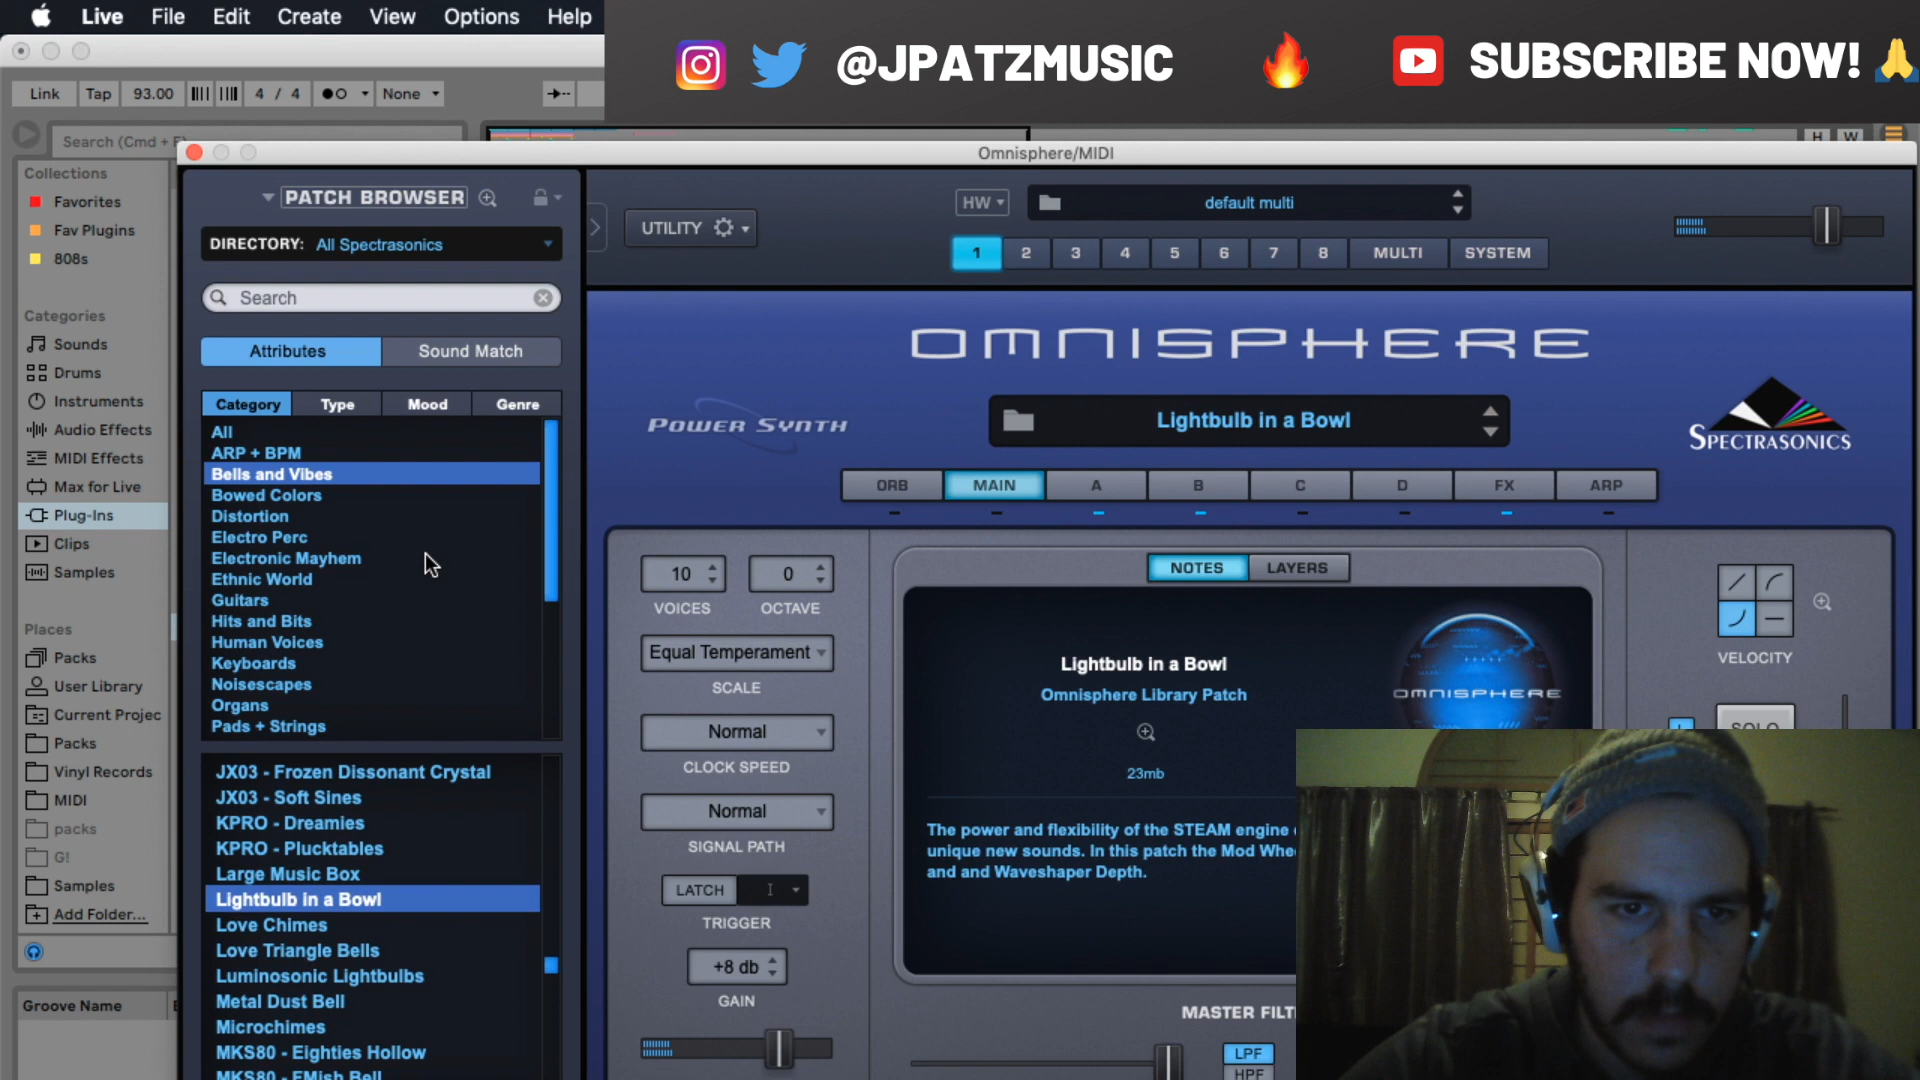 Live File Edit Create View Options Help
@JPATZMUSIC SUBSCRIBE NOW!
Link Tap 93.00 4 / 4 None
Search (Cmd + F
H W
Omnisphere/MIDI
Collections
Favorites
Fav Plugins
808s
Categories
Sounds
Drums
Instruments
Audio Effects
MIDI Effects
Max for Live
Plug-Ins
Clips
Samples
Places
Packs
User Library
Current Projec
Packs
Vinyl Records
MIDI
packs
G!
Samples
Add Folder...
Groove Name
PATCH BROWSER
DIRECTORY: All Spectrasonics
Search
Attributes Sound Match
Category Type Mood Genre
All
ARP + BPM
Bells and Vibes
Bowed Colors
Distortion
Electro Perc
Electronic Mayhem
Ethnic World
Guitars
Hits and Bits
Human Voices
Keyboards
Noisescapes
Organs
Pads + Strings
JX03 - Frozen Dissonant Crystal
JX03 - Soft Sines
KPRO - Dreamies
KPRO - Plucktables
Large Music Box
Lightbulb in a Bowl
Love Chimes
Love Triangle Bells
Luminosonic Lightbulbs
Metal Dust Bell
Microchimes
MKS80 - Eighties Hollow
MKS80 - EMish Bell
UTILITY
HW default multi
1 2 3 4 5 6 7 8 MULTI SYSTEM
OMNISPHERE
POWER SYNTH
Lightbulb in a Bowl
SPECTRASONICS
ORB MAIN A B C D FX ARP
10 0
VOICES OCTAVE
Equal Temperament
SCALE
Normal
CLOCK SPEED
Normal
SIGNAL PATH
LATCH
TRIGGER
+8 db
GAIN
NOTES LAYERS
Lightbulb in a Bowl
Omnisphere Library Patch
OMNISPHERE
23mb
The power and flexibility of the STEAM engine
unique new sounds. In this patch the Mod Whe
and and Waveshaper Depth.
VELOCITY
SOLO
MASTER FILT
LPF
HPF